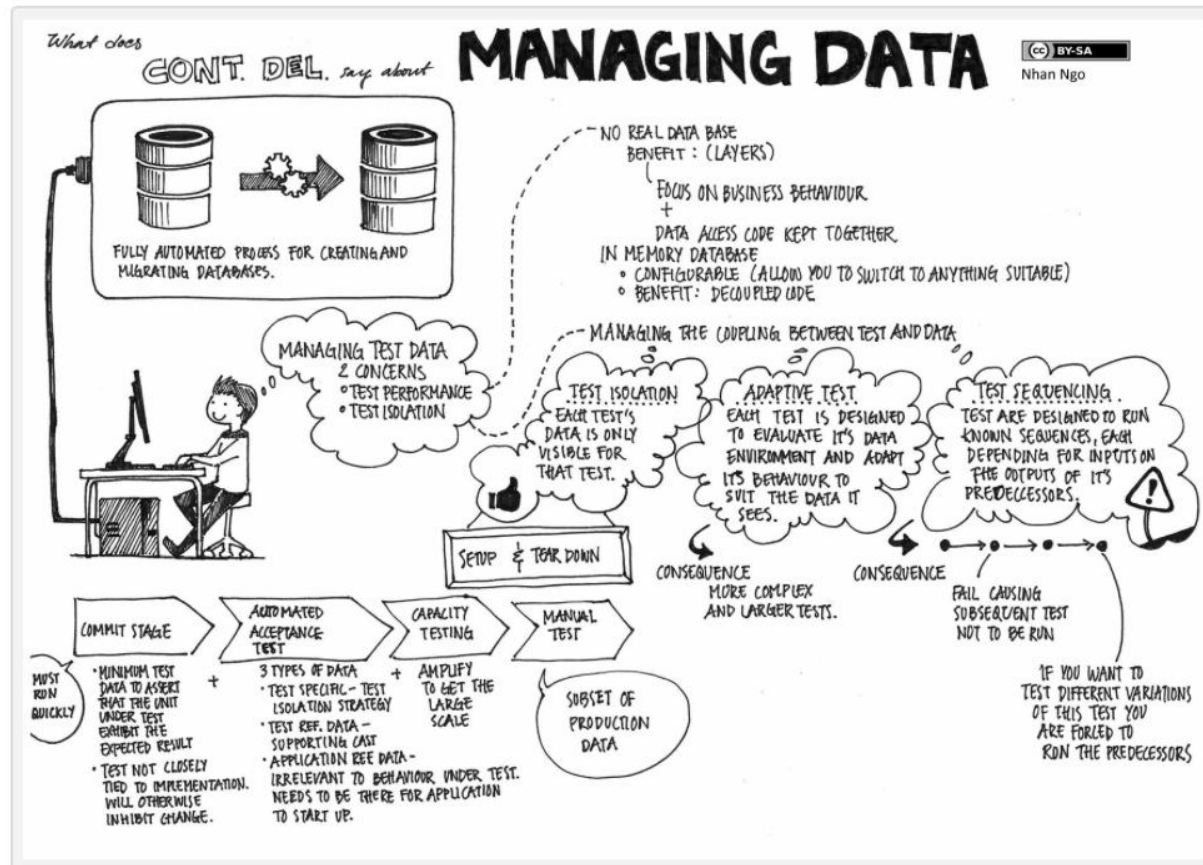 What does
CONT. DEL. say about
MANAGING DATA
cc BY-SA
Nhan Ngo
FULLY AUTOMATED PROCESS FOR CREATING AND
MIGRATING DATABASES.
NO REAL DATA BASE
BENEFIT: (LAYERS)
FOCUS ON BUSINESS BEHAVIOUR
+
DATA ACCESS CODE KEPT TOGETHER
IN MEMORY DATABASE
• CONFIGURABLE (ALLOW YOU TO SWITCH TO ANYTHING SUITABLE)
• BENEFIT: DECOUPLED CODE
MANAGING TEST DATA
2 CONCERNS
• TEST PERFORMANCE
• TEST ISOLATION
MANAGING THE COUPLING BETWEEN TEST AND DATA
TEST ISOLATION
EACH TEST'S
DATA IS ONLY
VISIBLE FOR
THAT TEST.
SETUP & TEAR DOWN
ADAPTIVE TEST
EACH TEST IS DESIGNED
TO EVALUATE IT'S DATA
ENVIRONMENT AND ADAPT
IT'S BEHAVIOUR TO
SUIT THE DATA IT
SEES.
CONSEQUENCE
MORE COMPLEX
AND LARGER TESTS.
TEST SEQUENCING.
TEST ARE DESIGNED TO RUN
KNOWN SEQUENCES, EACH
DEPENDING FOR INPUTS ON
THE OUTPUTS OF IT'S
PREDECCESSORS.
!
CONSEQUENCE
FAIL CAUSING
SUBSEQUENT TEST
NOT TO BE RUN
IF YOU WANT TO
TEST DIFFERENT VARIATIONS
OF THIS TEST YOU
ARE FORCED TO
RUN THE PREDECESSORS
COMMIT STAGE
MUST
RUN
QUICKLY
• MINIMUM TEST
DATA TO ASSERT
THAT THE UNIT
UNDER TEST
EXHIBIT THE
EXPECTED RESULT
• TEST NOT CLOSELY
TIED TO IMPLEMENTATION.
WILL OTHERWISE
INHIBIT CHANGE.
+
AUTOMATED
ACCEPTANCE
TEST
3 TYPES OF DATA
• TEST SPECIFIC - TEST
ISOLATION STRATEGY
• TEST REF. DATA -
SUPPORTING CAST
• APPLICATION REF DATA -
IRRELEVANT TO BEHAVIOUR UNDER TEST.
NEEDS TO BE THERE FOR APPLICATION
TO START UP.
+
CAPACITY
TESTING
AMPLIFY
TO GET THE
LARGE
SCALE
MANUAL
TEST
SUBSET OF
PRODUCTION
DATA